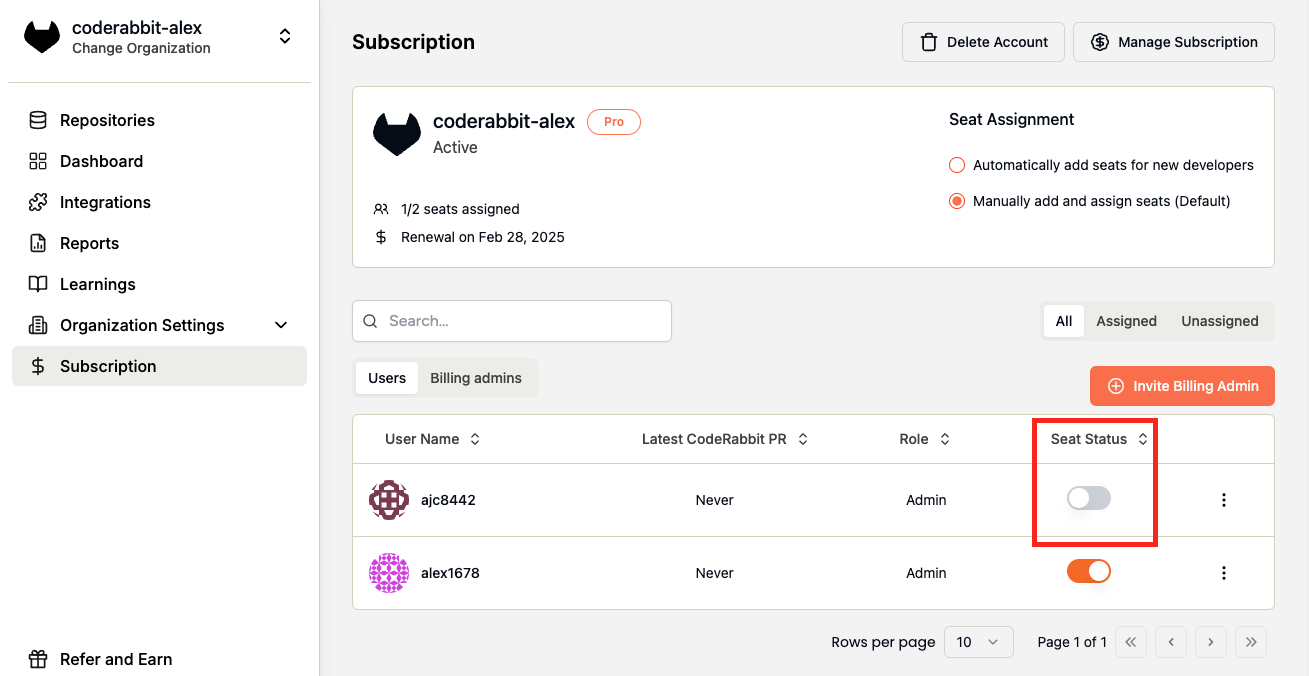 coderabbit-alex
Change Organization
Repositories
Dashboard
Integrations
Reports
Learnings
Organization Settings
Subscription
Refer and Earn
Subscription
Delete Account
Manage Subscription
coderabbit-alex Pro
Active
1/2 seats assigned
Renewal on Feb 28, 2025
Seat Assignment
Automatically add seats for new developers
Manually add and assign seats (Default)
Search...
All Assigned Unassigned
Users Billing admins
Invite Billing Admin
User Name Latest CodeRabbit PR Role Seat Status
ajc8442 Never Admin
alex1678 Never Admin
Rows per page 10 Page 1 of 1